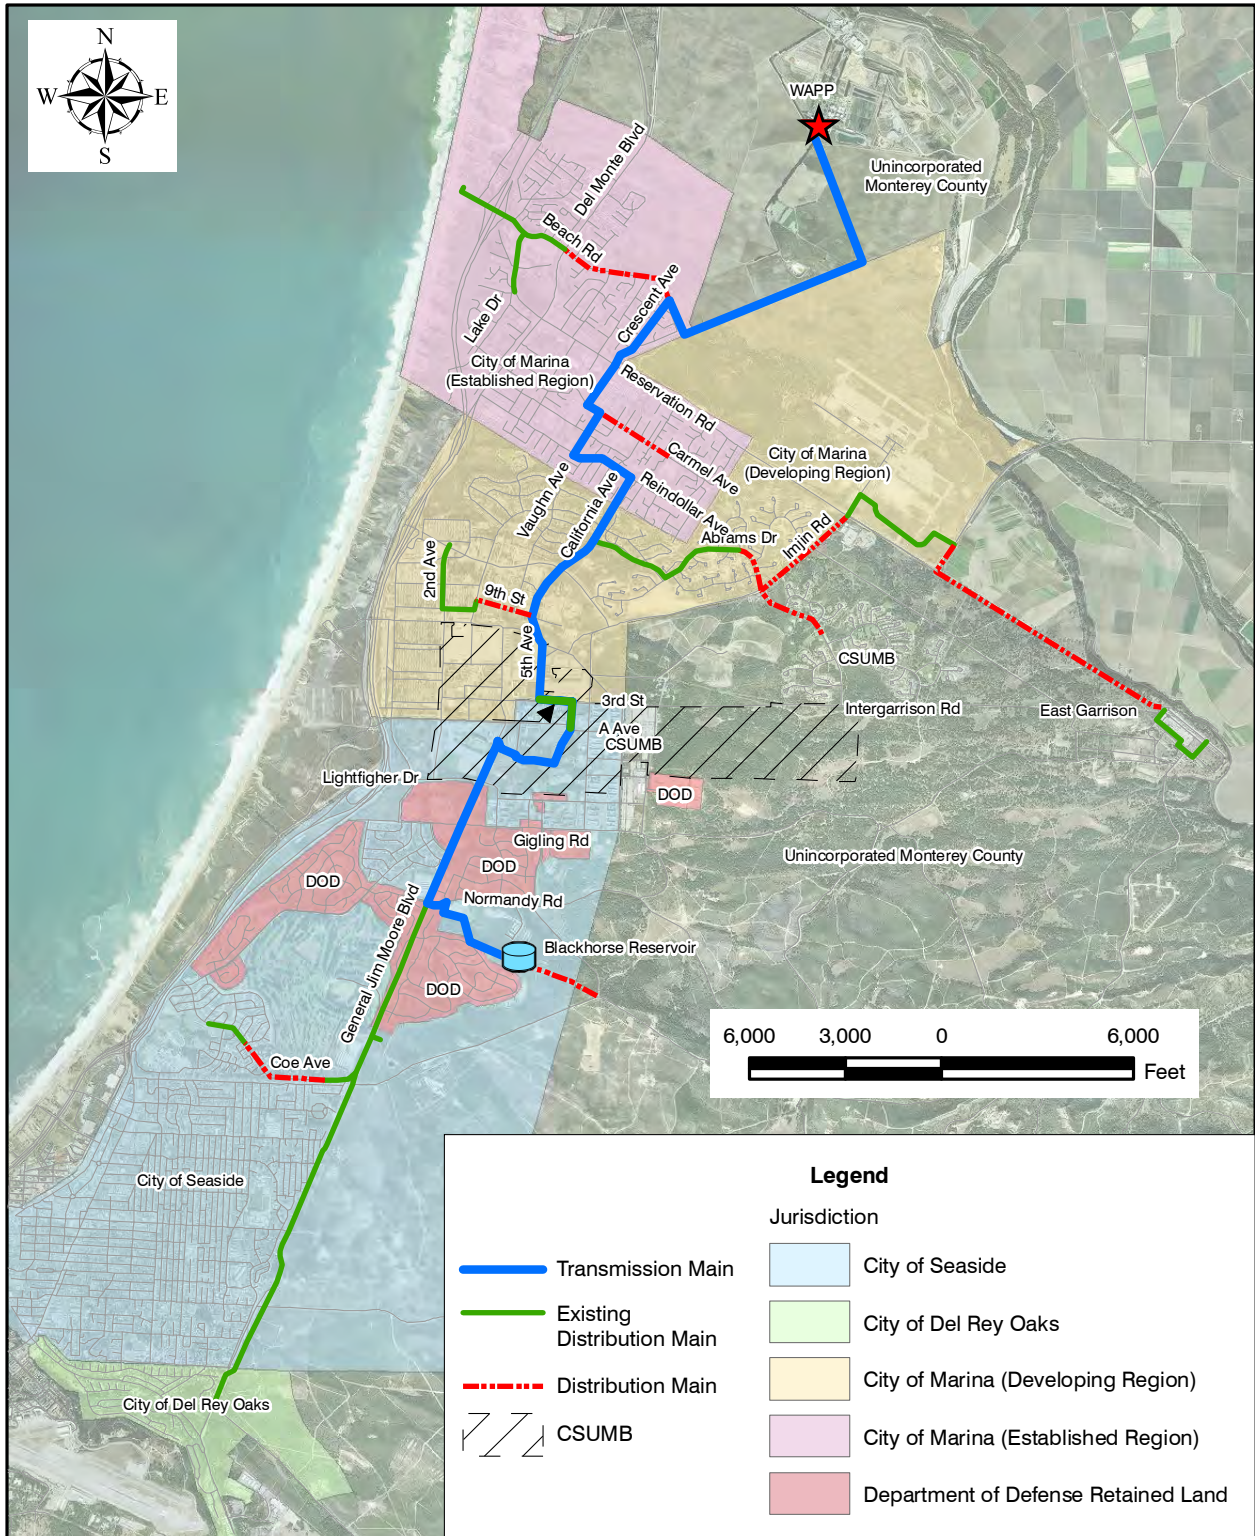 N
W
E
S
WAPP
Unincorporated
Monterey County
Del Monte Blvd
Beach Rd
Crescent Ave
Lake Dr
City of Marina
(Established Region)
Reservation Rd
Carmel Ave
City of Marina
(Developing Region)
Vaughn Ave
California Ave
Reindollar Ave
Abrams Dr
Imjin Rd
2nd Ave
9th St
5th Ave
CSUMB
3rd St
Intergarrison Rd
East Garrison
A Ave
CSUMB
Lightfigher Dr
DOD
Gigling Rd
DOD
Unincorporated Monterey County
DOD
Normandy Rd
General Jim Moore Blvd
Blackhorse Reservoir
DOD
Coe Ave
6,000
3,000
0
6,000
Feet
City of Seaside
City of Del Rey Oaks
Legend
Jurisdiction
Transmission Main
Existing
Distribution Main
Distribution Main
CSUMB
City of Seaside
City of Del Rey Oaks
City of Marina (Developing Region)
City of Marina (Established Region)
Department of Defense Retained Land